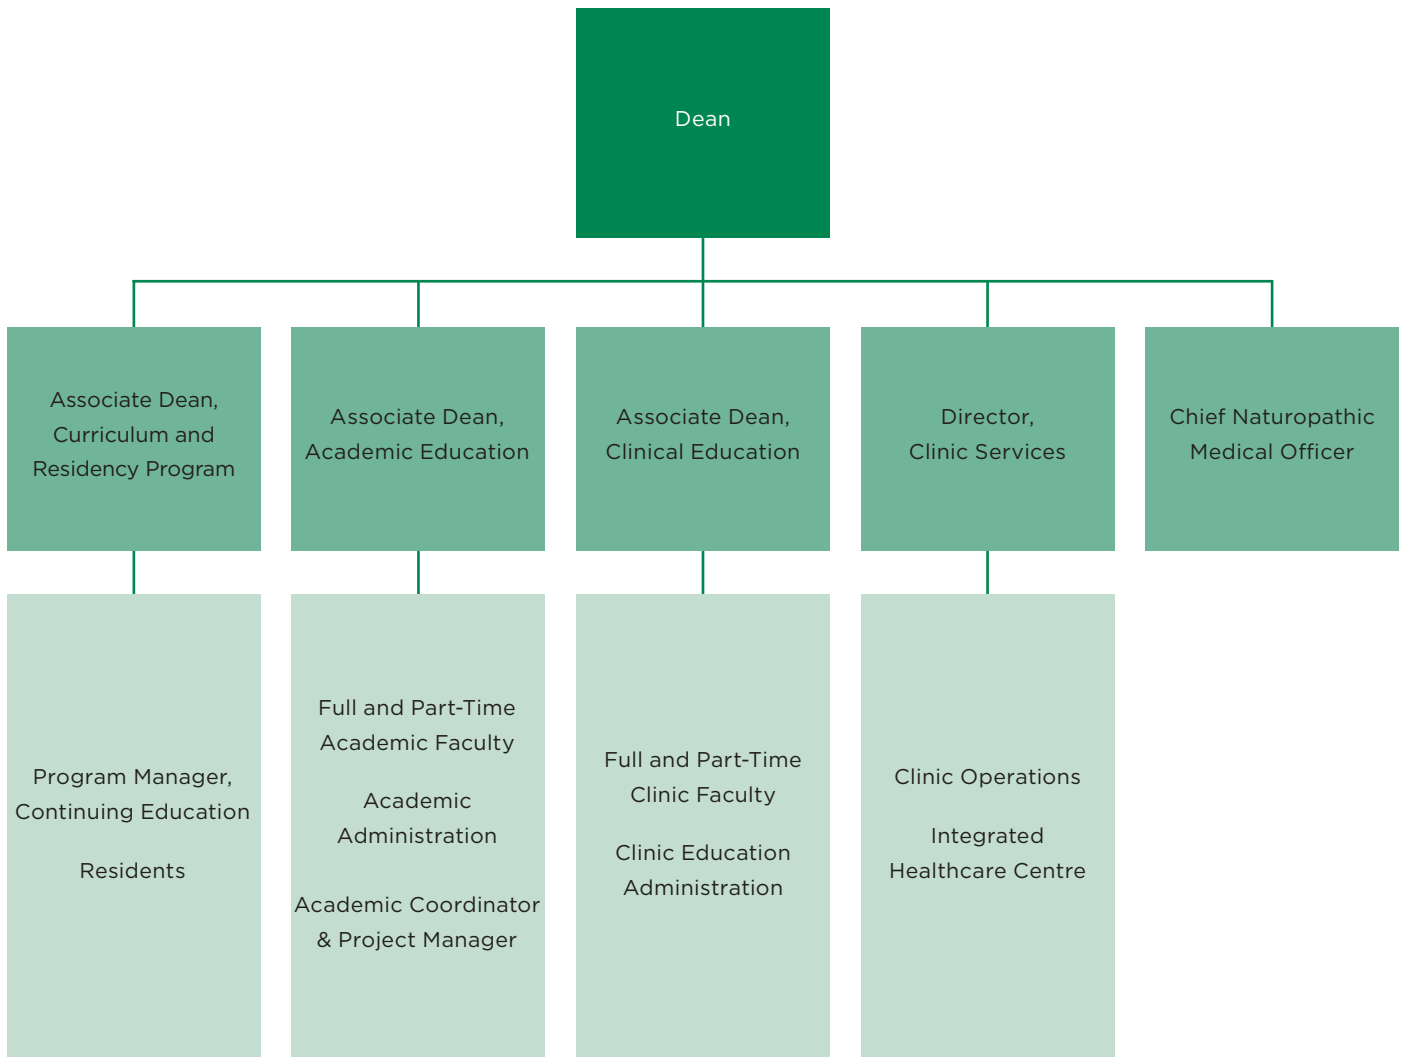 Dean
Associate Dean,
Curriculum and
Residency Program
Associate Dean,
Academic Education
Associate Dean,
Clinical Education
Director,
Clinic Services
Chief Naturopathic
Medical Officer
Program Manager,
Continuing Education
Residents
Full and Part-Time
Academic Faculty
Academic
Administration
Academic Coordinator
& Project Manager
Full and Part-Time
Clinic Faculty
Clinic Education
Administration
Clinic Operations
Integrated
Healthcare Centre